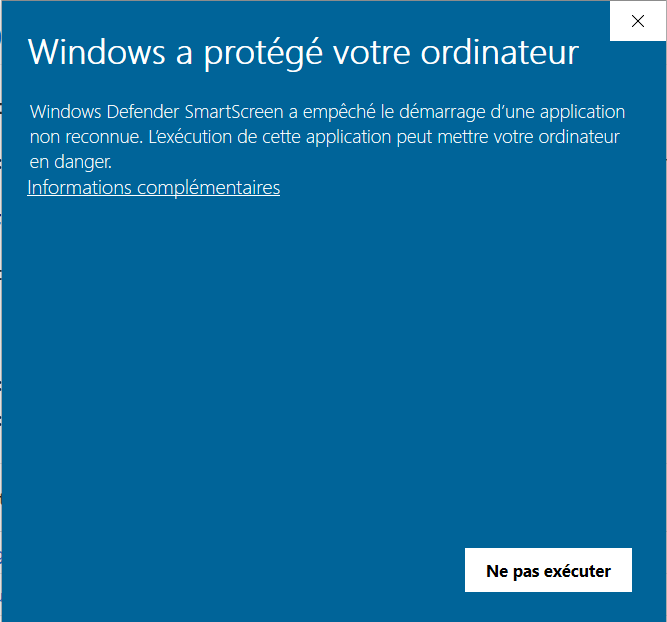 Windows a protégé votre ordinateur
Windows Defender SmartScreen a empêché le démarrage d'une application
non reconnue. L'exécution de cette application peut mettre votre ordinateur
en danger.
Informations complémentaires
Ne pas exécuter